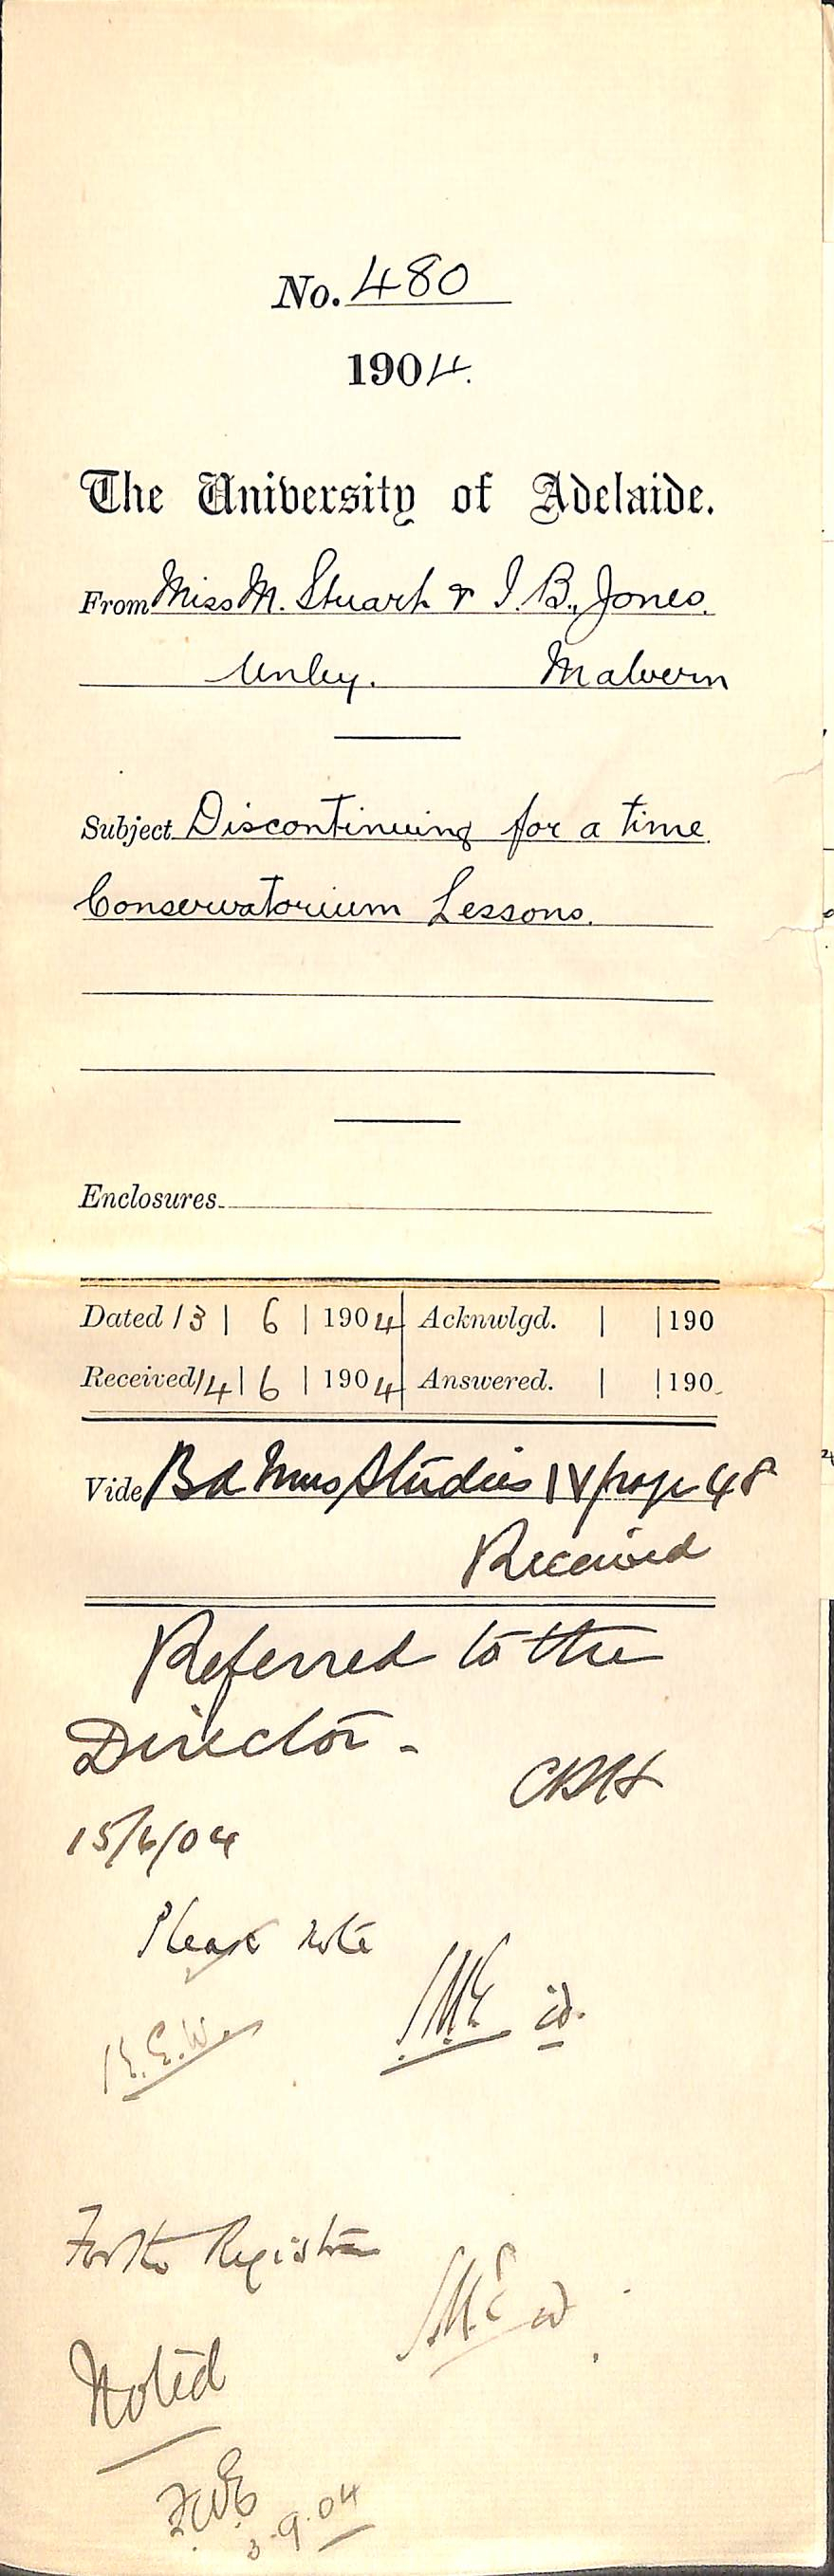 No. 480
1904.
The University of Adelaide.
From Miss M. Stuart & I. B. Jones.
Unley. Malvern
Subject Discontinuing for a time
Conservatorium Lessons.
Enclosures
Dated 13 | 6 | 1904 Acknwlgd. | | 190
Received 14 | 6 | 1904 Answered. | | 190
Vide Bd Mus Studies IV page 48
Received
Referred to the
Director -
CRH
15/6/04
Please note
For the Registrar
Noted
3.9.04